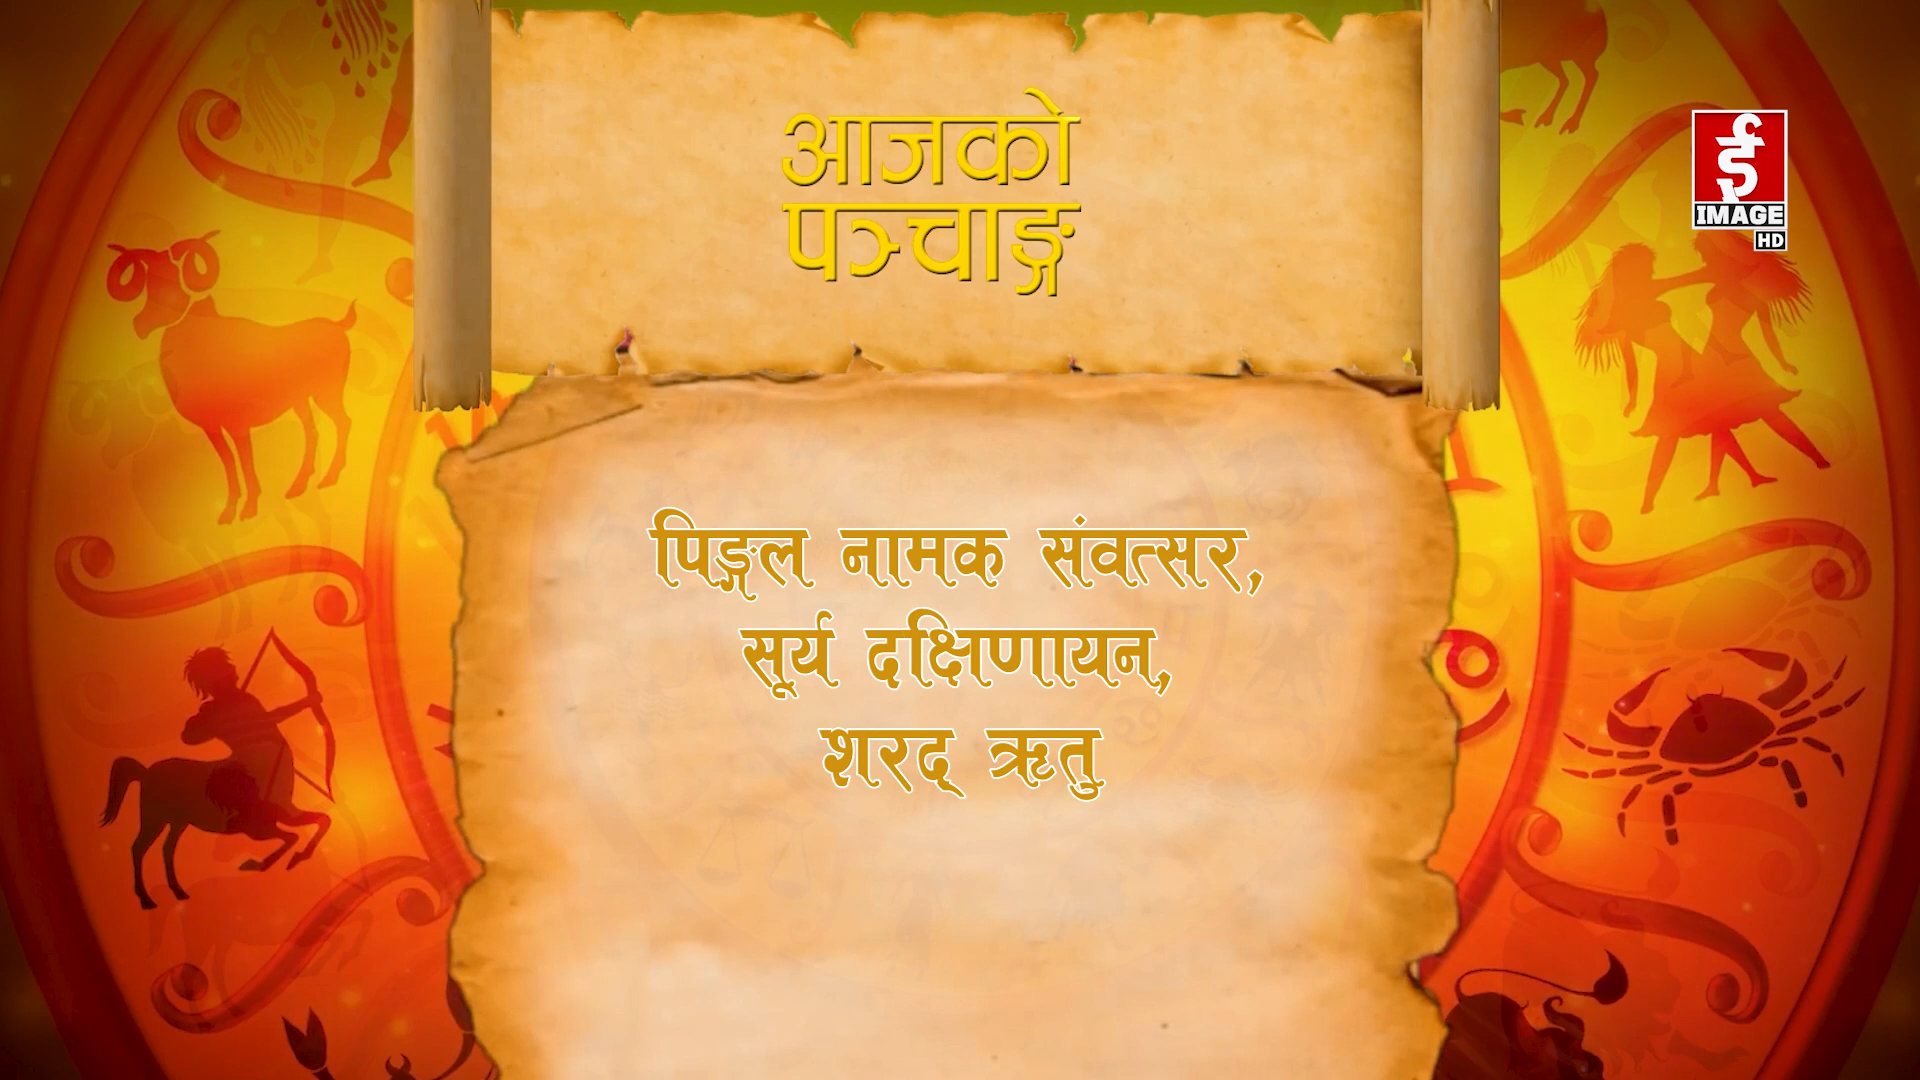 आजको
पञ्चाङ्ग
ई
IMAGE
HD
पिङ्गल नामक संवत्सर,
सूर्य दक्षिणायन,
शरद् ऋतु